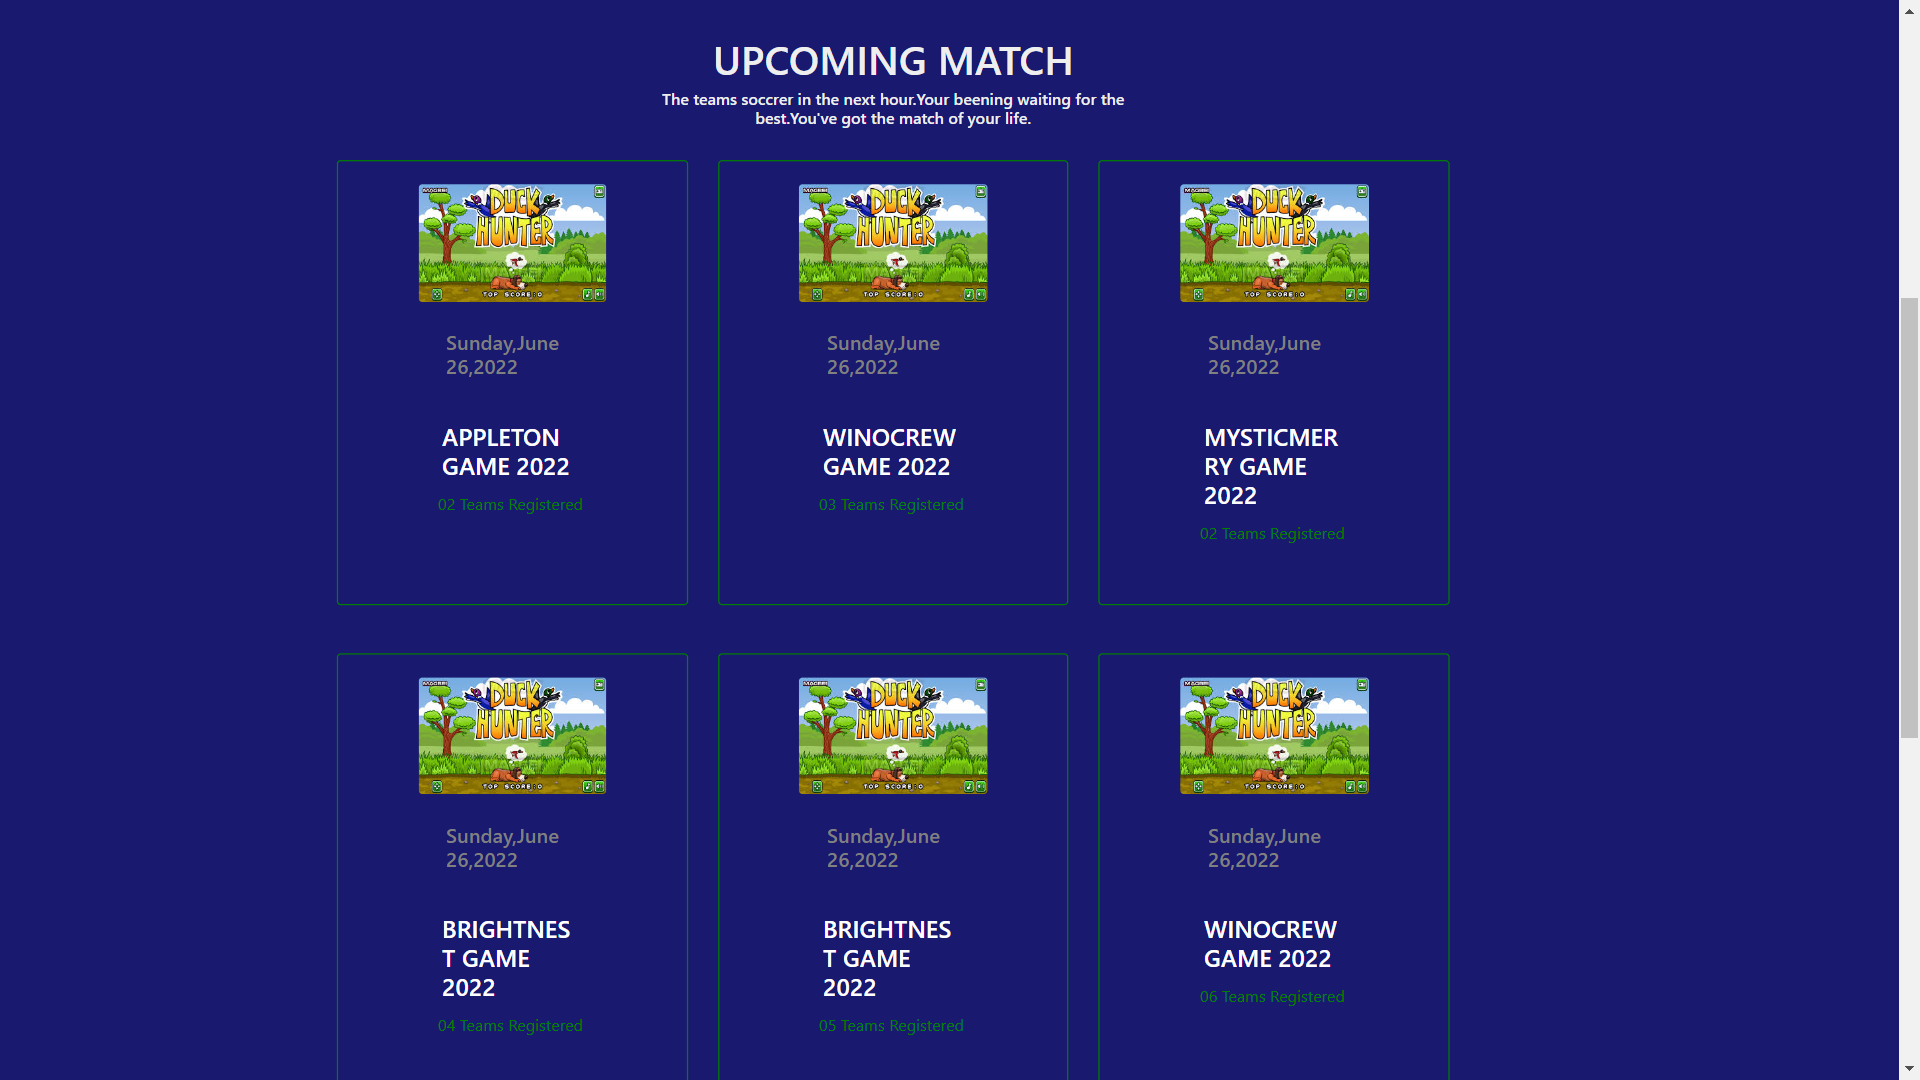 UPCOMING MATCH
The teams soccrer in the next hour.Your beening waiting for the
best.You've got the match of your life.
DUCK
HUNTER
TOP SCORE:0
Sunday,June
26,2022
APPLETON
GAME 2022
02 Teams Registered
DUCK
HUNTER
TOP SCORE:0
Sunday,June
26,2022
WINOCREW
GAME 2022
03 Teams Registered
DUCK
HUNTER
TOP SCORE:0
Sunday,June
26,2022
MYSTICMER
RY GAME
2022
02 Teams Registered
DUCK
HUNTER
TOP SCORE:0
Sunday,June
26,2022
BRIGHTNES
T GAME
2022
04 Teams Registered
DUCK
HUNTER
TOP SCORE:0
Sunday,June
26,2022
BRIGHTNES
T GAME
2022
05 Teams Registered
DUCK
HUNTER
TOP SCORE:0
Sunday,June
26,2022
WINOCREW
GAME 2022
06 Teams Registered